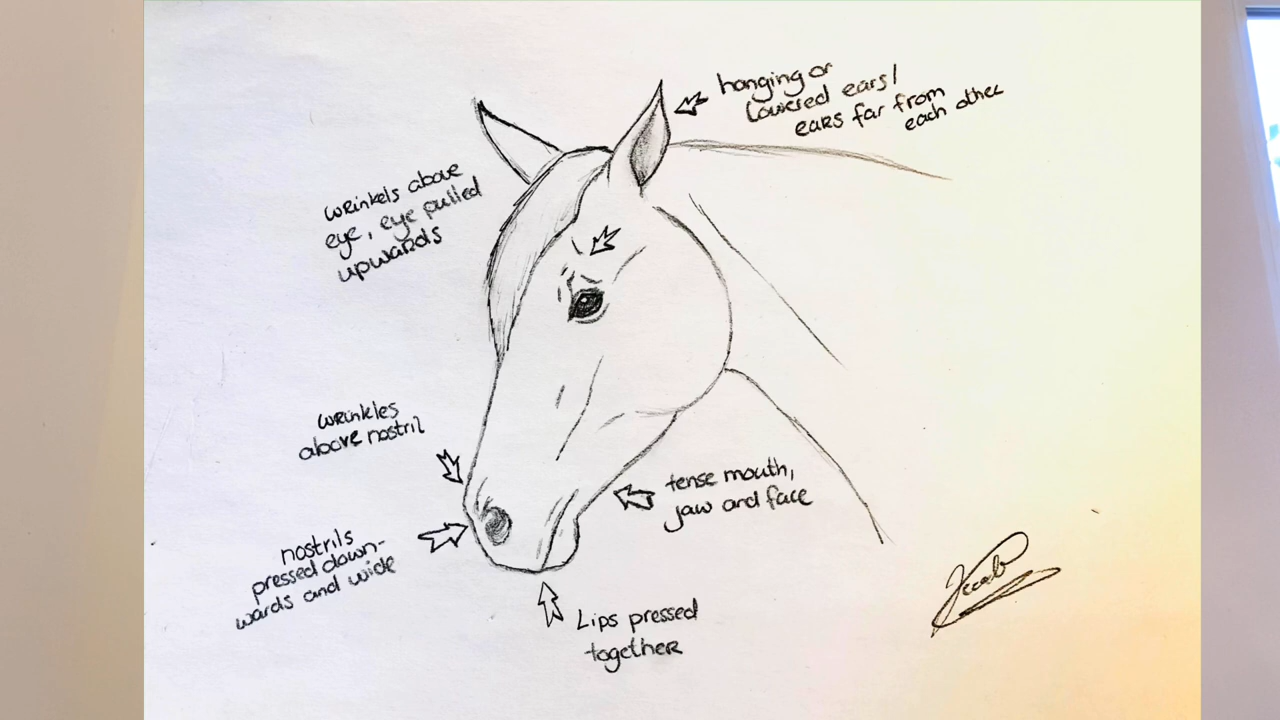 hanging or
lowered ears/
ears far from
each other
wrinkels above
eye, eye pulled
upwards
wrinkles
above nostril
nostrils
pressed down-
wards and wide
tense mouth,
jaw and face
Lips pressed
together